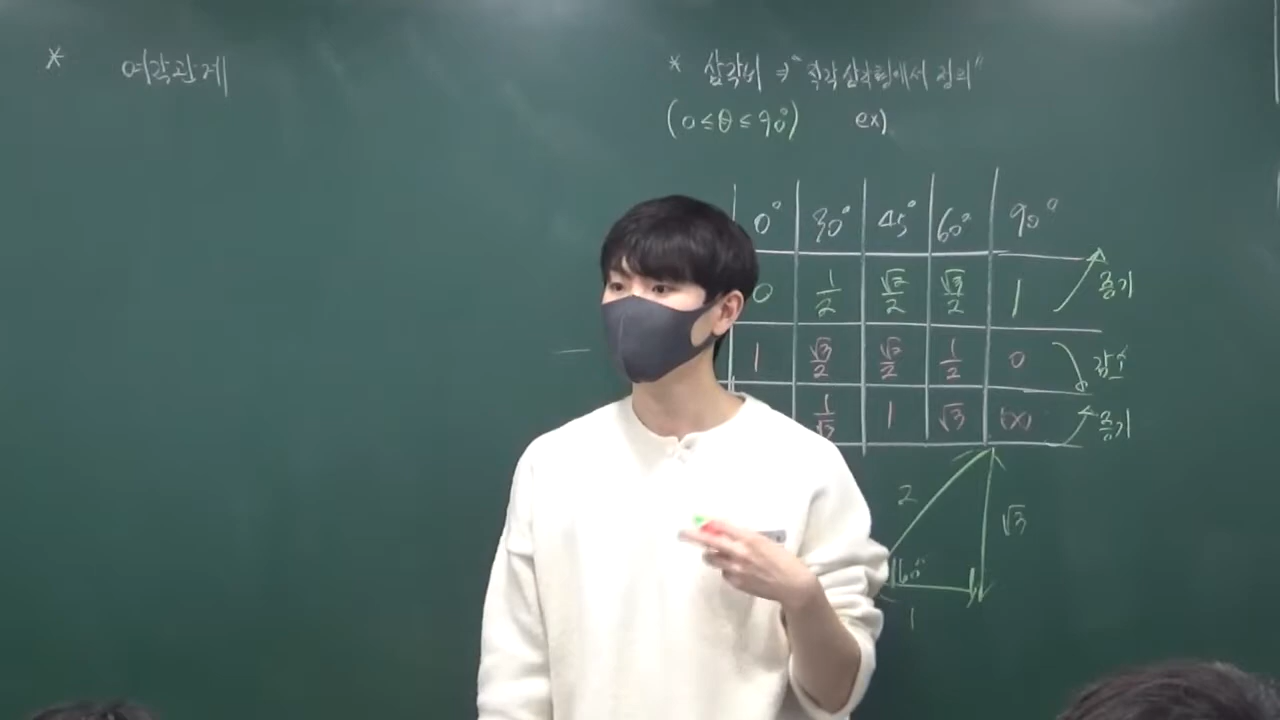 * 여각관계
* 삼각비 ⇒ "직각삼각형에서 정의"
(0≤θ≤90°) ex)
0° 30° 45° 60° 90°
0 1/2 √2/2 √3/2 1 증가
1 √3/2 √2/2 1/2 0 감소
1/√3 1 √3 (X) 증가
2 √3
60°
1